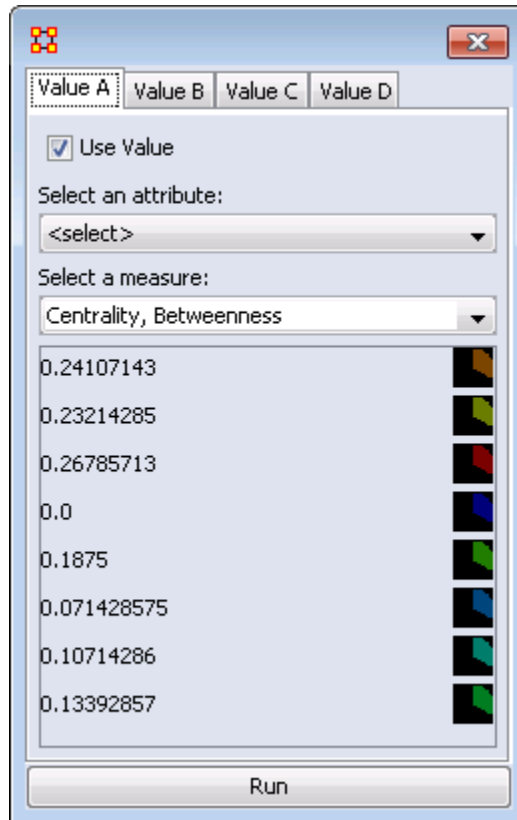 Value A Value B Value C Value D
Use Value
Select an attribute:
<select>
Select a measure:
Centrality, Betweenness
0.24107143
0.23214285
0.26785713
0.0
0.1875
0.071428575
0.10714286
0.13392857
Run